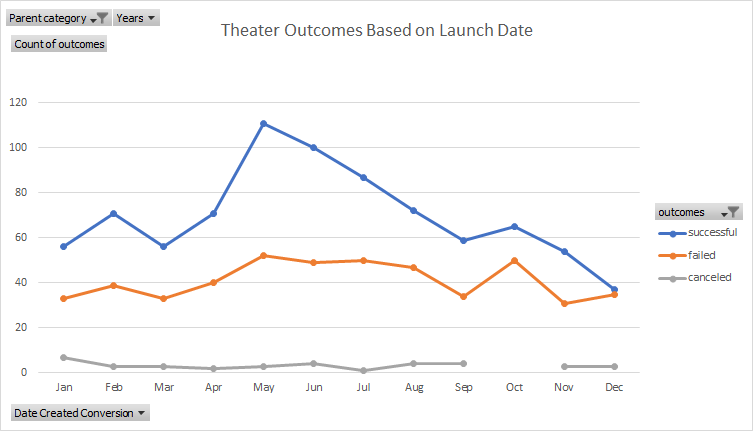 Parent category Years
Count of outcomes
Theater Outcomes Based on Launch Date
120
100
80
60
40
20
0
Jan Feb Mar Apr May Jun Jul Aug Sep Oct Nov Dec
outcomes
successful
failed
canceled
Date Created Conversion